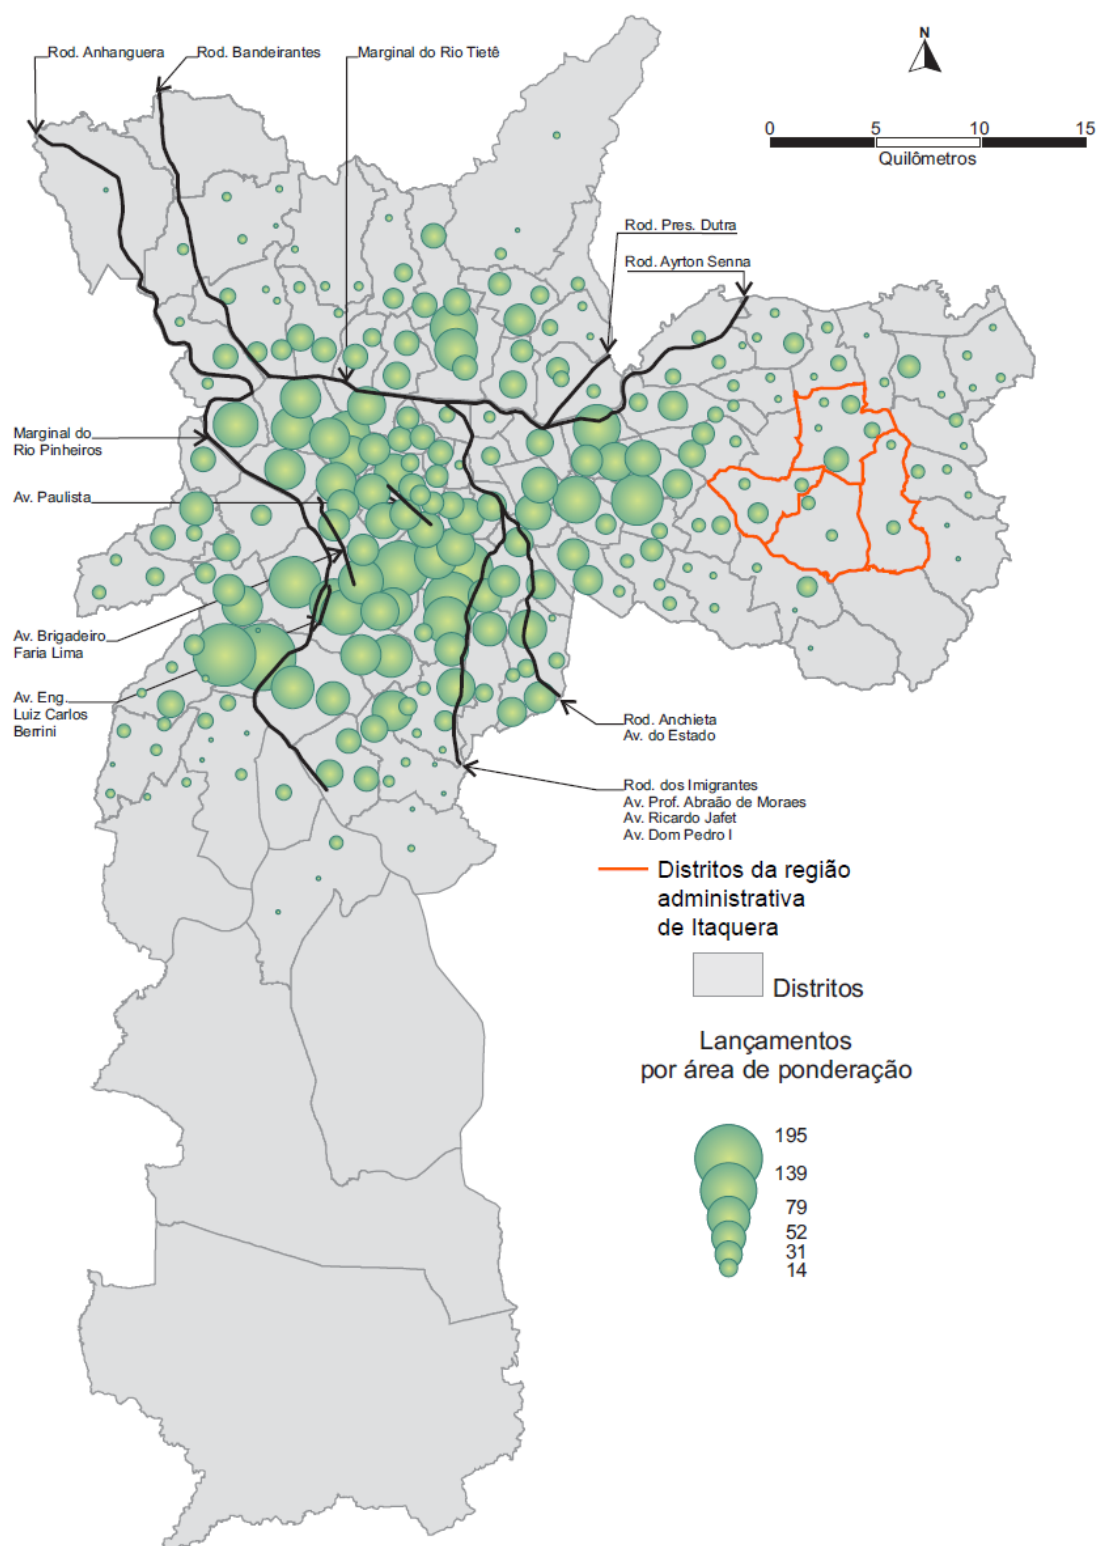 Rod. Anhanguera
Rod. Bandeirantes
Marginal do Rio Tietê
N
0 5 10 15
Quilômetros
Rod. Pres. Dutra
Rod. Ayrton Senna
Marginal do
Rio Pinheiros
Av. Paulista
Av. Brigadeiro
Faria Lima
Av. Eng.
Luiz Carlos
Berrini
Rod. Anchieta
Av. do Estado
Rod. dos Imigrantes
Av. Prof. Abraão de Moraes
Av. Ricardo Jafet
Av. Dom Pedro I
Distritos da região
administrativa
de Itaquera
Distritos
Lançamentos
por área de ponderação
195
139
79
52
31
14